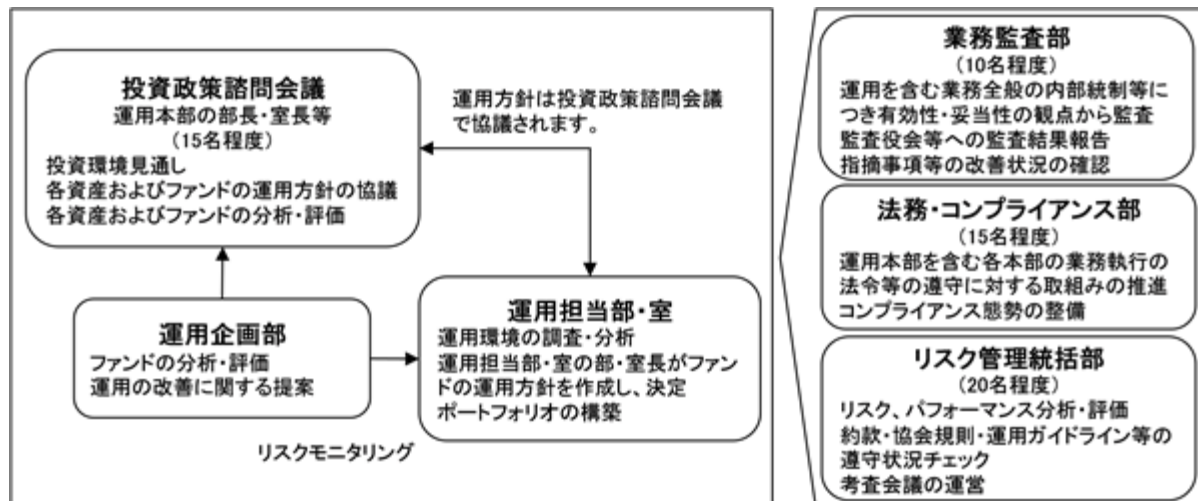 投資政策諮問会議
運用本部の部長・室長等
(15名程度)
投資環境見通し
各資産およびファンドの運用方針の協議
各資産およびファンドの分析・評価
運用方針は投資政策諮問会議
で協議されます。
運用企画部
ファンドの分析・評価
運用の改善に関する提案
運用担当部・室
運用環境の調査・分析
運用担当部・室の部・室長がファン
ドの運用方針を作成し、決定
ポートフォリオの構築
リスクモニタリング
業務監査部
(10名程度)
運用を含む業務全般の内部統制等に
つき有効性・妥当性の観点から監査
監査役会等への監査結果報告
指摘事項等の改善状況の確認
法務・コンプライアンス部
(15名程度)
運用本部を含む各本部の業務執行の
法令等の遵守に対する取組みの推進
コンプライアンス態勢の整備
リスク管理統括部
(20名程度)
リスク、パフォーマンス分析・評価
約款・協会規則・運用ガイドライン等の
遵守状況チェック
考査会議の運営